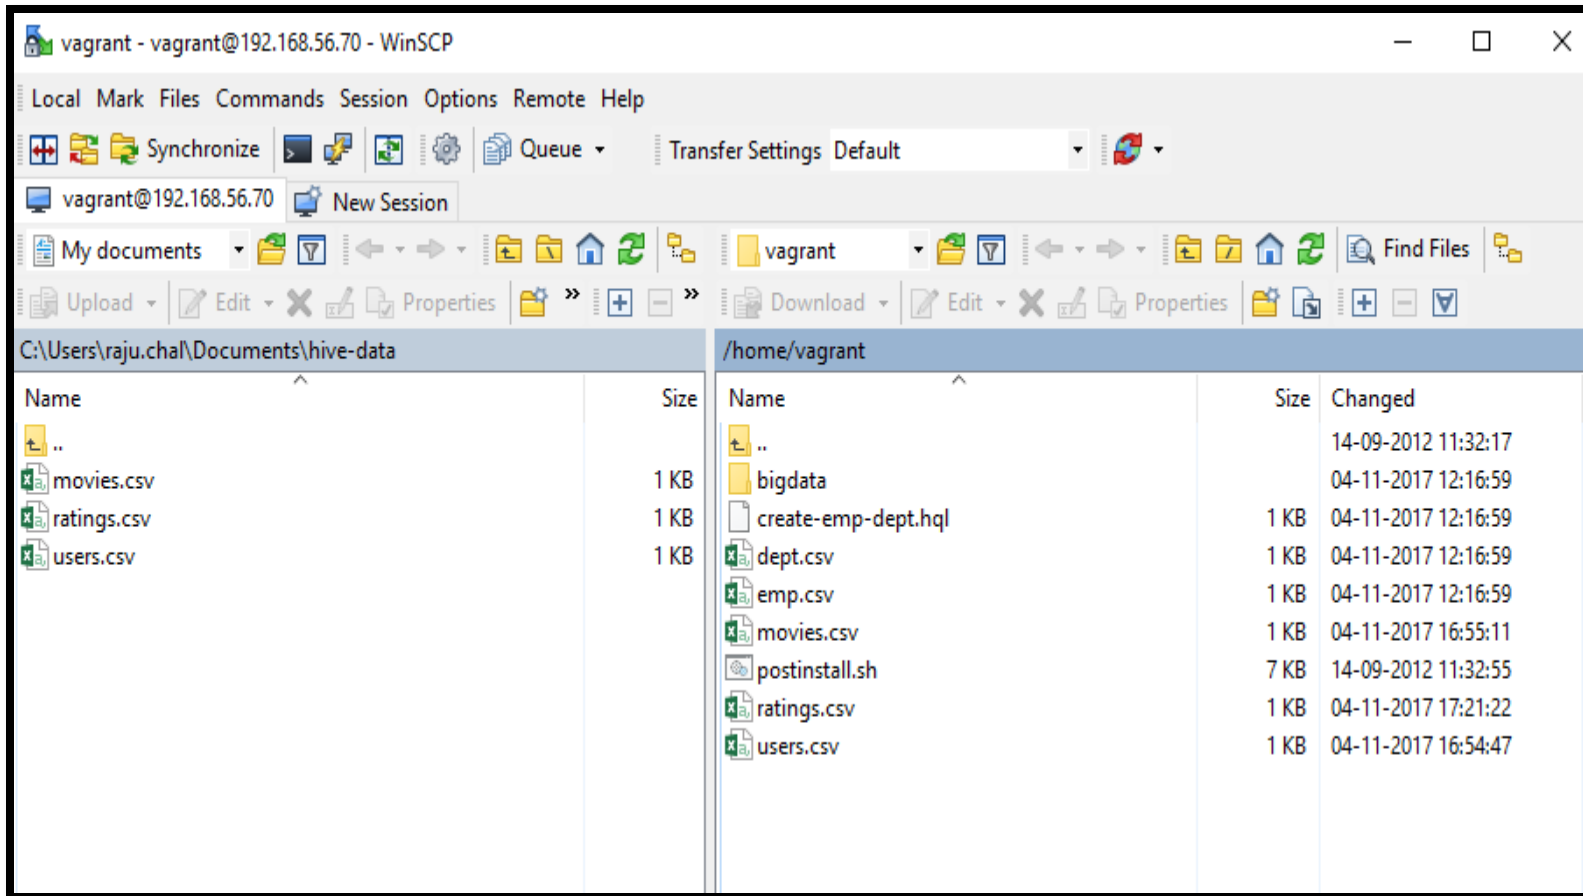 vagrant - vagrant@192.168.56.70 - WinSCP
Local Mark Files Commands Session Options Remote Help
Synchronize Queue Transfer Settings Default
vagrant@192.168.56.70 New Session
My documents vagrant Find Files
Upload Edit Properties » » Download Edit Properties
C:\Users\raju.chal\Documents\hive-data /home/vagrant
Name Size Name Size Changed
.. .. 14-09-2012 11:32:17
movies.csv 1 KB bigdata 04-11-2017 12:16:59
ratings.csv 1 KB create-emp-dept.hql 1 KB 04-11-2017 12:16:59
users.csv 1 KB dept.csv 1 KB 04-11-2017 12:16:59
emp.csv 1 KB 04-11-2017 12:16:59
movies.csv 1 KB 04-11-2017 16:55:11
postinstall.sh 7 KB 14-09-2012 11:32:55
ratings.csv 1 KB 04-11-2017 17:21:22
users.csv 1 KB 04-11-2017 16:54:47